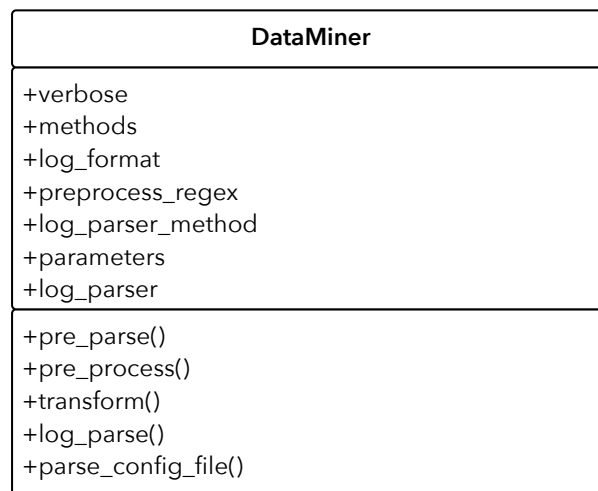 DataMiner
+verbose
+methods
+log_format
+preprocess_regex
+log_parser_method
+parameters
+log_parser
+pre_parse()
+pre_process()
+transform()
+log_parse()
+parse_config_file()